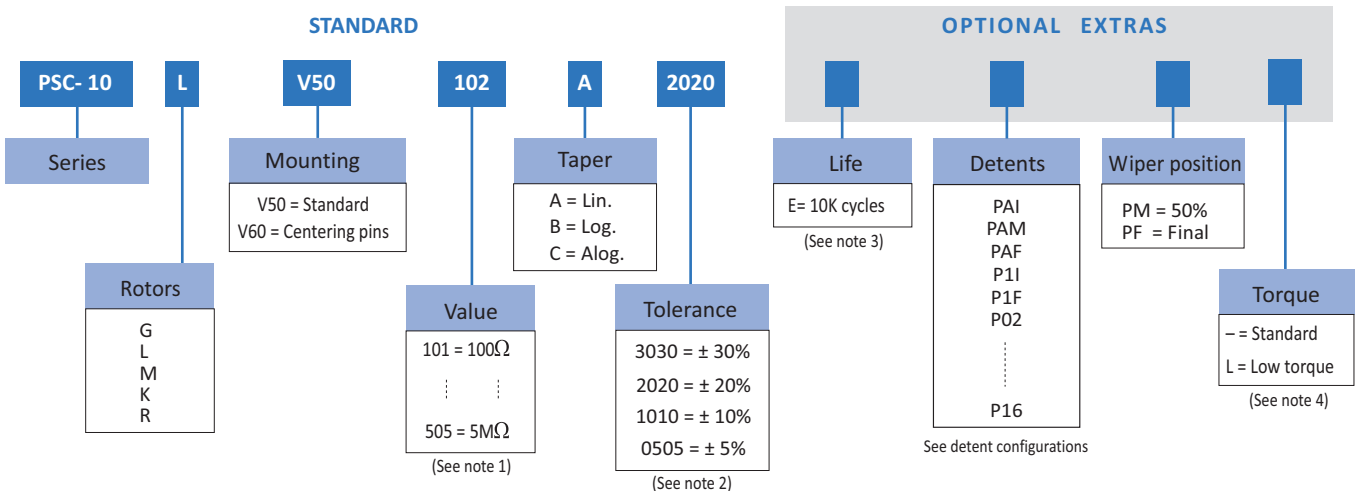 STANDARD
OPTIONAL EXTRAS
PSC- 10 L V50 102 A 2020
Series
Rotors
G
L
M
K
R
Mounting
V50 = Standard
V60 = Centering pins
Value
101 = 100Ω
505 = 5MΩ
(See note 1)
Taper
A = Lin.
B = Log.
C = Alog.
Tolerance
3030 = ± 30%
2020 = ± 20%
1010 = ± 10%
0505 = ± 5%
(See note 2)
Life
E= 10K cycles
(See note 3)
Detents
PAI
PAM
PAF
P1I
P1F
P02
P16
See detent configurations
Wiper position
PM = 50%
PF = Final
Torque
– = Standard
L = Low torque
(See note 4)